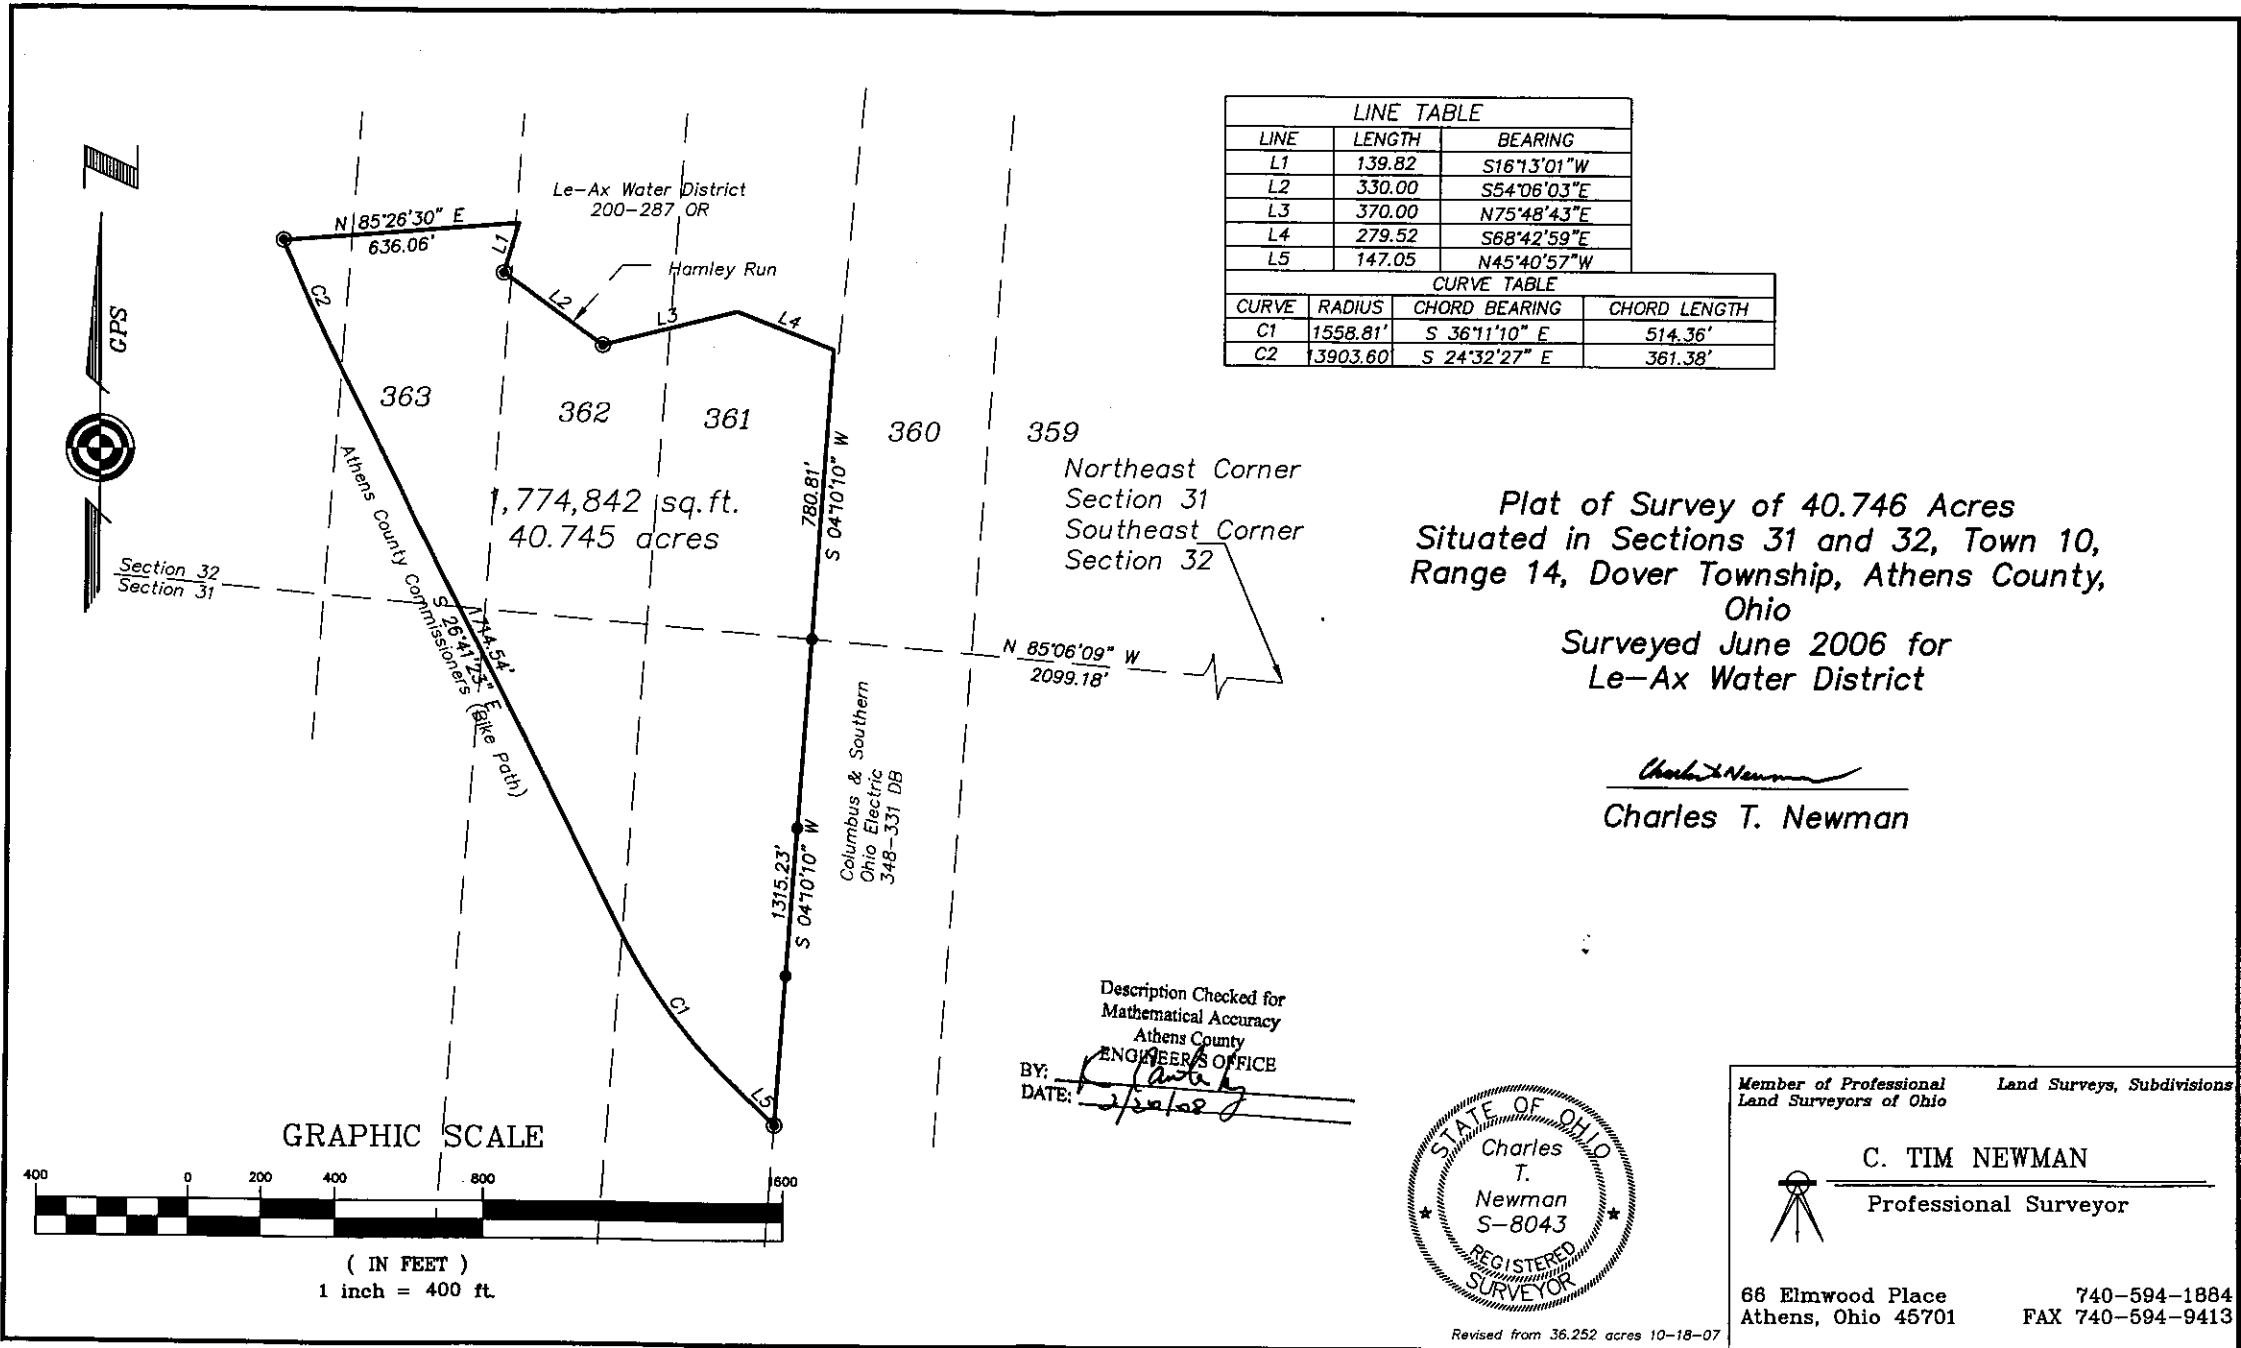 LINE TABLE
LINE LENGTH BEARING
L1 139.82 S16°13'01"W
L2 330.00 S54°06'03"E
L3 370.00 N75°48'43"E
L4 279.52 S68°42'59"E
L5 147.05 N45°40'57"W
CURVE TABLE
CURVE RADIUS CHORD BEARING CHORD LENGTH
C1 1558.81' S 36°11'10" E 514.36'
C2 13903.60' S 24°32'27" E 361.38'
GPS
Le-Ax Water District
200-287 OR
N 85°26'30" E
636.06'
L1
Hamley Run
L2
L3
L4
C2
363
362
361
360
359
1,774,842 sq.ft.
40.745 acres
780.81'
S 04°10'10" W
Northeast Corner
Section 31
Southeast Corner
Section 32
Section 32
Section 31
Athens County Commissioners (Bike Path)
1714.54'
S 26°41'23" E
N 85°06'09" W
2099.18'
Columbus & Southern
Ohio Electric
348-331 DB
1315.23'
S 04°10'10" W
C1
L5
Plat of Survey of 40.746 Acres
Situated in Sections 31 and 32, Town 10,
Range 14, Dover Township, Athens County,
Ohio
Surveyed June 2006 for
Le-Ax Water District
Charles T. Newman
Description Checked for
Mathematical Accuracy
Athens County
ENGINEER'S OFFICE
BY:
DATE: 2/20/08
GRAPHIC SCALE
400 0 200 400 800 1600
( IN FEET )
1 inch = 400 ft.
STATE OF OHIO
Charles
T.
Newman
S-8043
REGISTERED
SURVEYOR
Revised from 36.252 acres 10-18-07
Member of Professional Land Surveys, Subdivisions
Land Surveyors of Ohio
C. TIM NEWMAN
Professional Surveyor
66 Elmwood Place 740-594-1884
Athens, Ohio 45701 FAX 740-594-9413